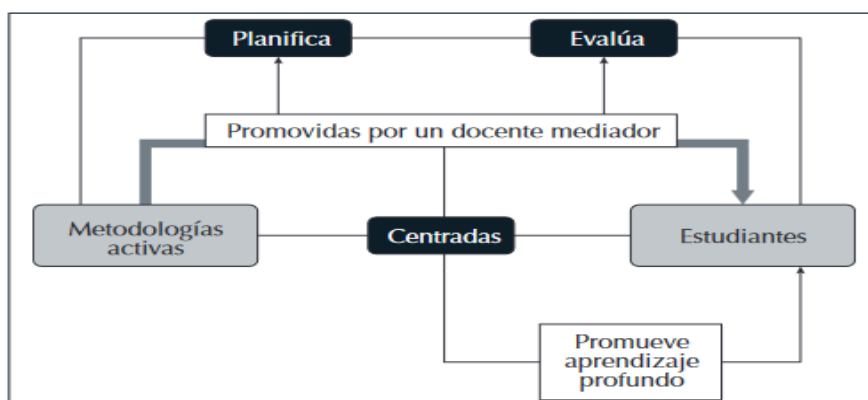 Planifica
Evalúa
Promovidas por un docente mediador
Metodologías
activas
Centradas
Estudiantes
Promueve
aprendizaje
profundo